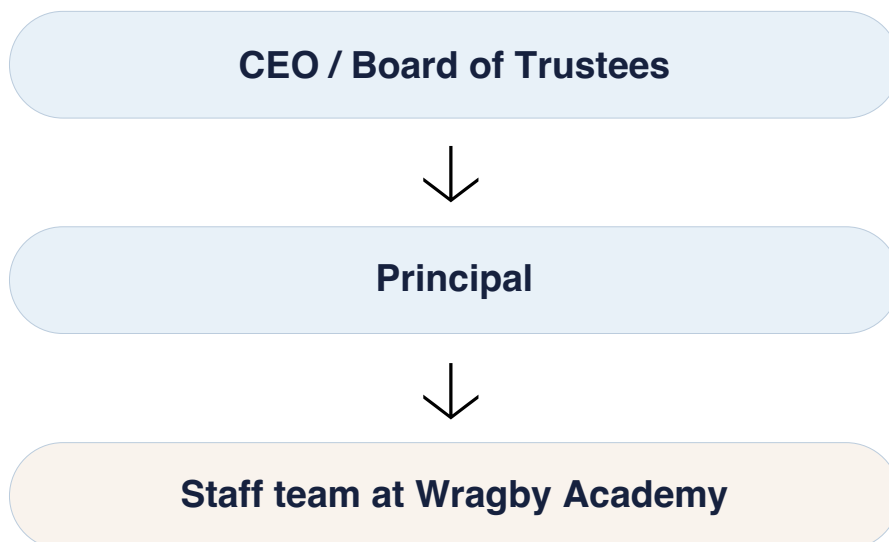 CEO / Board of Trustees
Principal
Staff team at Wragby Academy